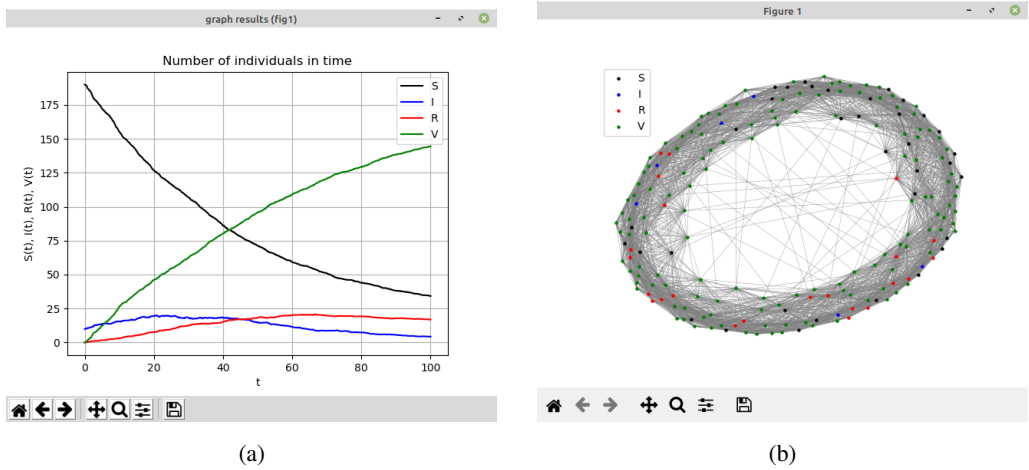 graph results (fig1)
Number of individuals in time
S(t), I(t), R(t), V(t)
175
150
125
100
75
50
25
0
S
I
R
V
0 20 40 60 80 100
t
(a)
Figure 1
S
I
R
V
(b)